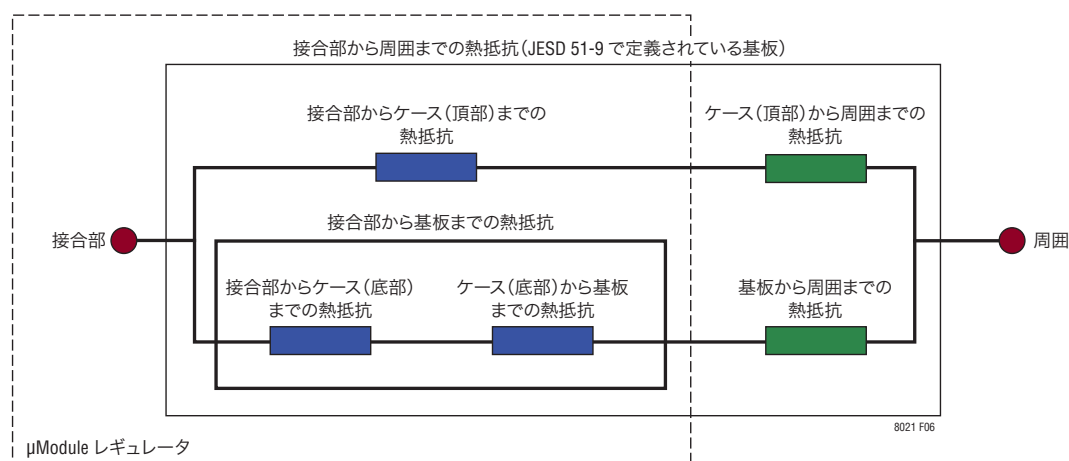 接合部から周囲までの熱抵抗(JESD 51-9 で定義されている基板)
接合部からケース(頂部)までの
熱抵抗
ケース(頂部)から周囲までの
熱抵抗
接合部から基板までの熱抵抗
接合部
周囲
接合部からケース(底部)
までの熱抵抗
ケース(底部)から基板
までの熱抵抗
基板から周囲までの
熱抵抗
8021 F06
µModule レギュレータ